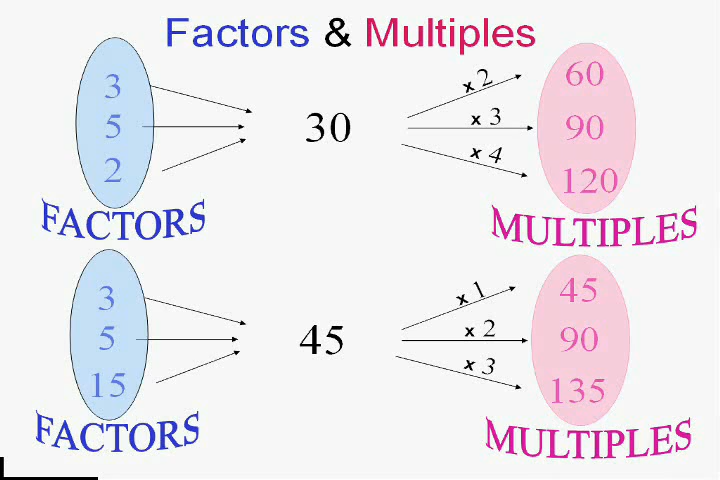 Factors & Multiples
3
5
2
30
x 2
x 3
x 4
60
90
120
FACTORS
MULTIPLES
3
5
15
45
x 1
x 2
x 3
45
90
135
FACTORS
MULTIPLES